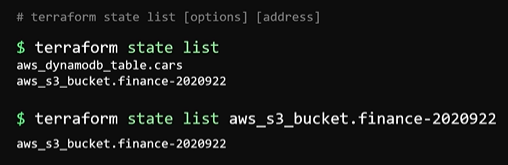 # terraform state list [options] [address]
$ terraform state list
aws_dynamodb_table.cars
aws_s3_bucket.finance-2020922
$ terraform state list aws_s3_bucket.finance-2020922
aws_s3_bucket.finance-2020922